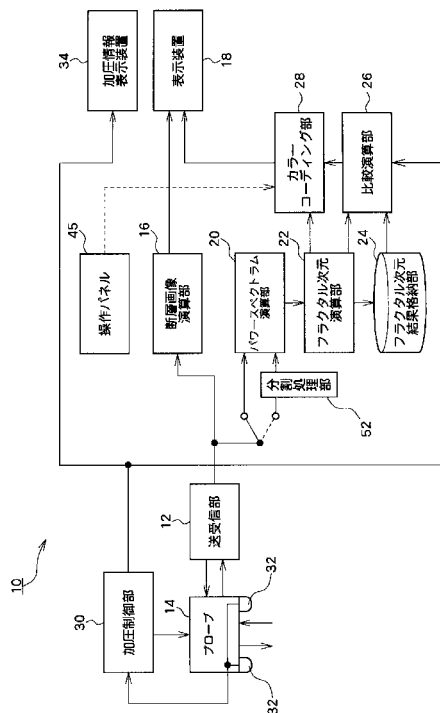 10
30
加圧制御部
14
プローブ
32
32
12
送受信部
45
操作パネル
16
断層画像
演算部
20
パワースペクトラム
演算部
分割処理部
52
22
フラクタル次元
演算部
24
フラクタル次元
結果格納部
28
カラー
コーディング部
26
比較演算部
34
加圧情報
表示装置
18
表示装置